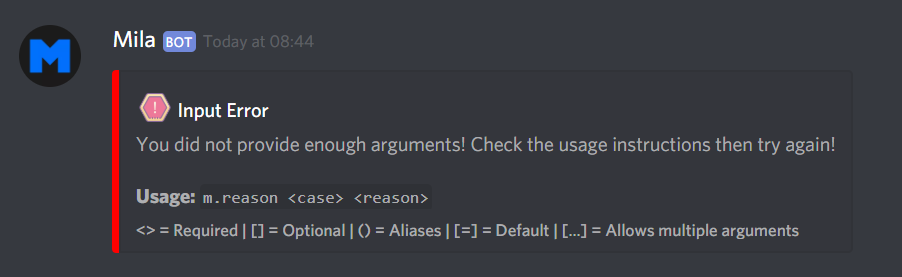 M
Mila BOT Today at 08:44
! Input Error
You did not provide enough arguments! Check the usage instructions then try again!
Usage: m.reason <case> <reason>
<> = Required | [] = Optional | () = Aliases | [=] = Default | [...] = Allows multiple arguments